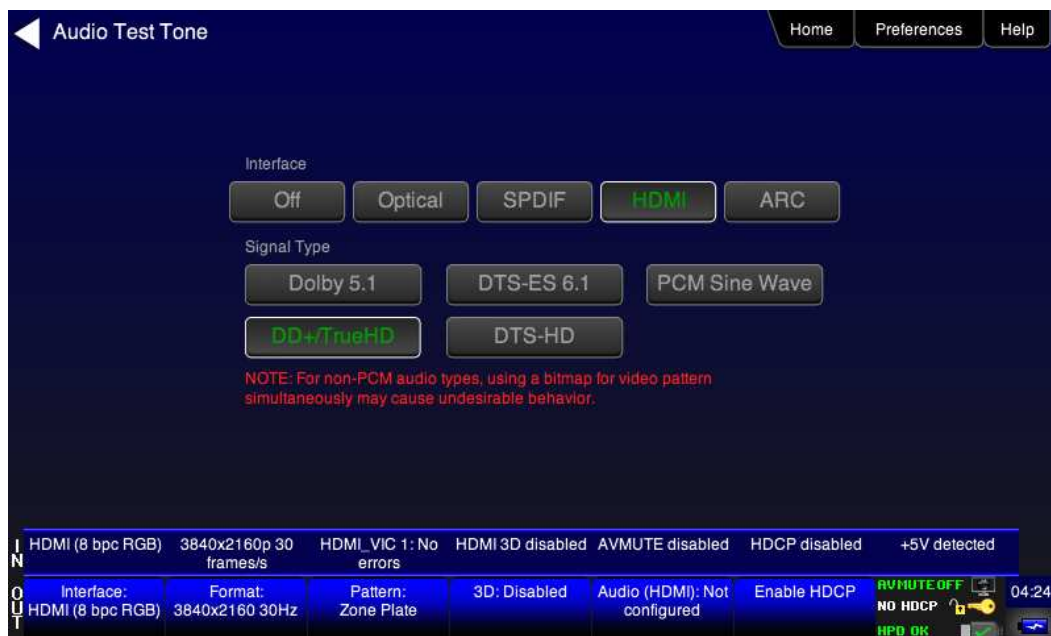 Audio Test Tone
Home
Preferences
Help
Interface
Off
Optical
SPDIF
HDMI
ARC
Signal Type
Dolby 5.1
DTS-ES 6.1
PCM Sine Wave
DD+/TrueHD
DTS-HD
NOTE: For non-PCM audio types, using a bitmap for video pattern
simultaneously may cause undesirable behavior.
IN
HDMI (8 bpc RGB)
3840x2160p 30
frames/s
HDMI_VIC 1: No
errors
HDMI 3D disabled
AVMUTE disabled
HDCP disabled
+5V detected
OUT
Interface:
HDMI (8 bpc RGB)
Format:
3840x2160 30Hz
Pattern:
Zone Plate
3D: Disabled
Audio (HDMI): Not
configured
Enable HDCP
AVMUTE OFF
NO HDCP
HPD OK
04:24